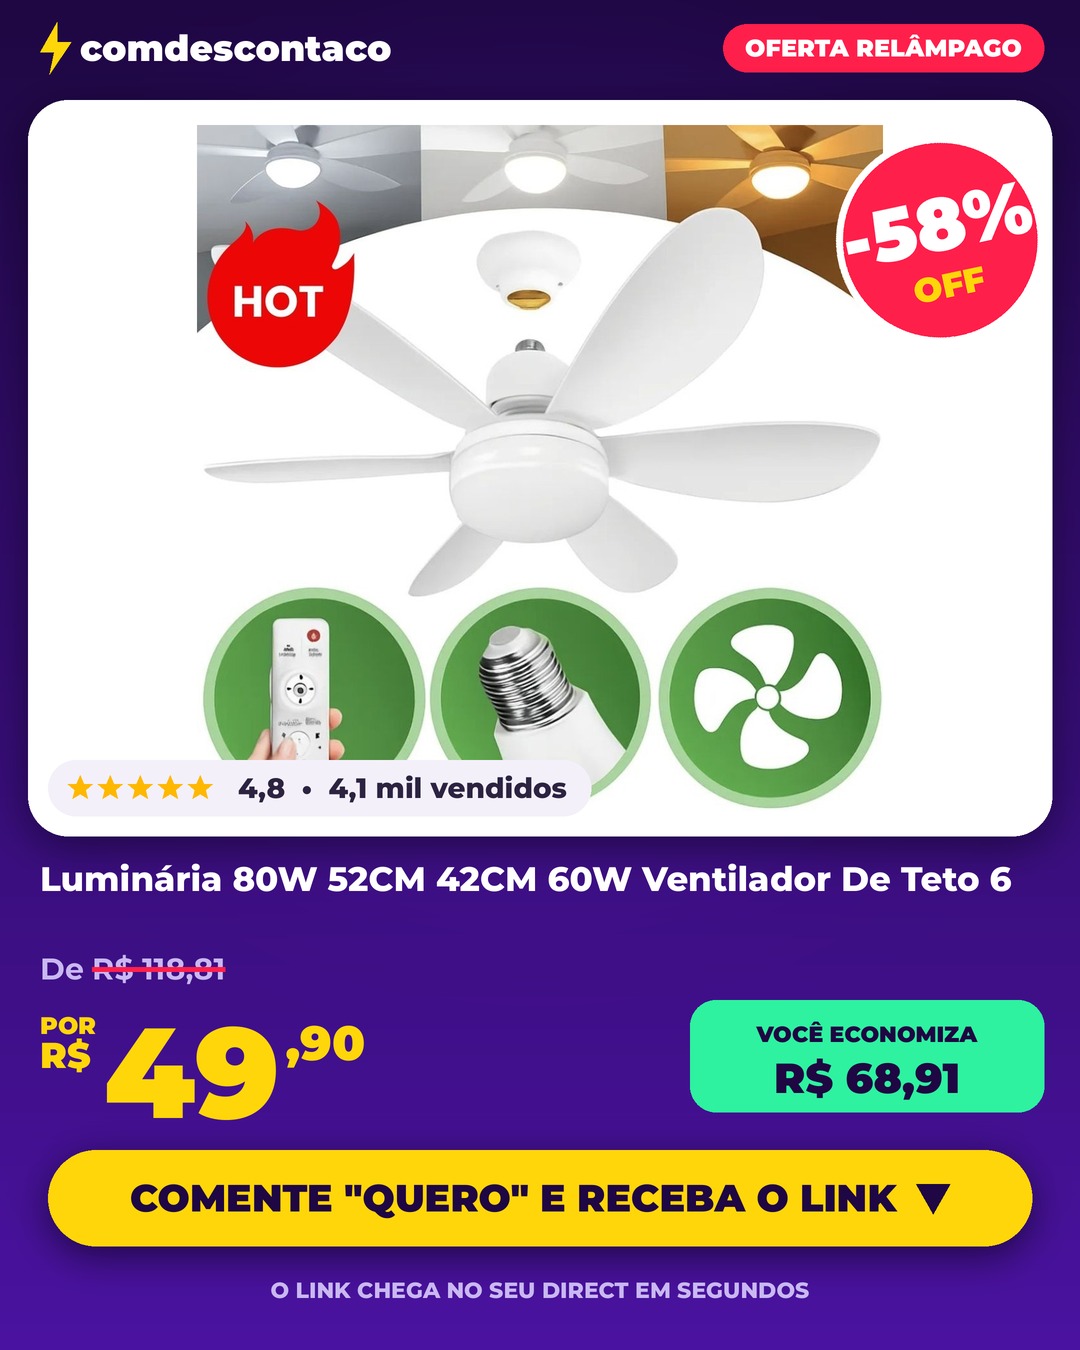 comdescontaco
OFERTA RELÂMPAGO
-58%
OFF
HOT
4,8 • 4,1 mil vendidos
Luminária 80W 52CM 42CM 60W Ventilador De Teto 6
De R$ 118,81
POR
R$ 49,90
VOCÊ ECONOMIZA
R$ 68,91
COMENTE "QUERO" E RECEBA O LINK ▼
O LINK CHEGA NO SEU DIRECT EM SEGUNDOS